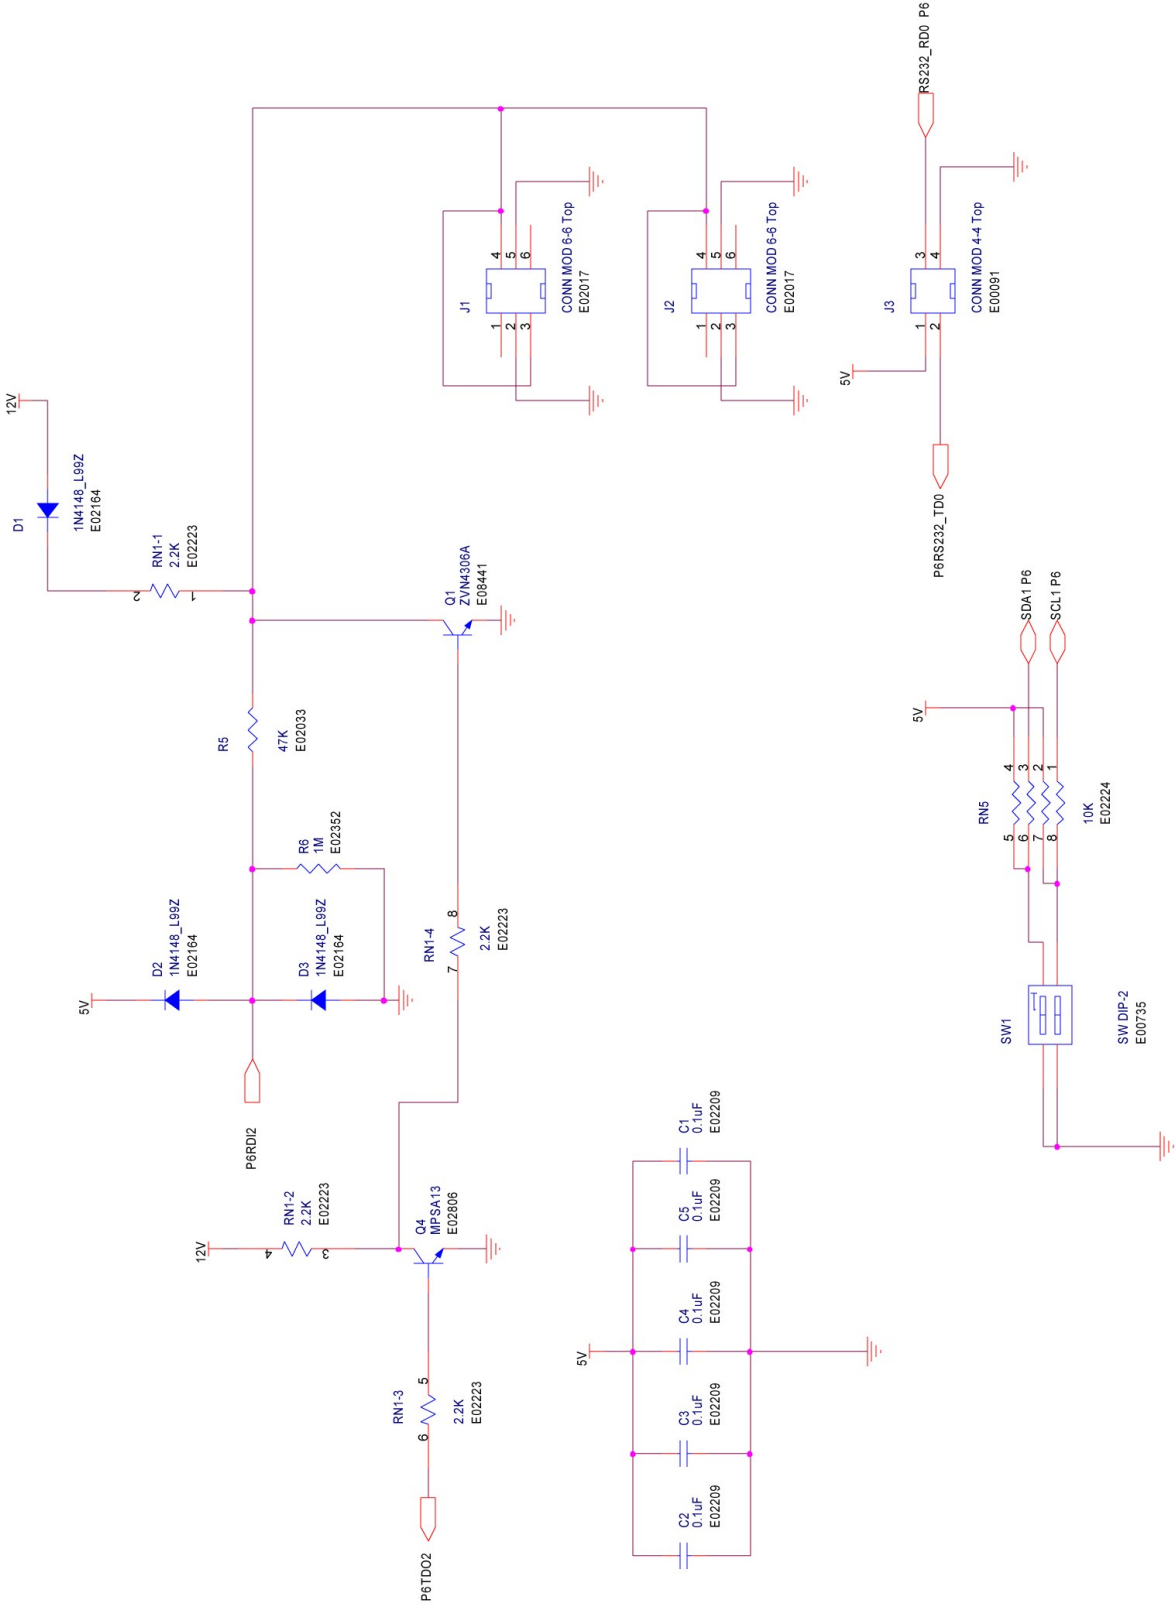 12V
D1
1N4148_L99Z
E02164
RN1-1
2.2K
E02223
2
1
R5
47K
E02033
R6
1M
E02352
5V
D2
1N4148_L99Z
E02164
D3
1N4148_L99Z
E02164
P6RDI2
Q1
ZVN4306A
E08441
RN1-4
2.2K
E02223
7
8
12V
RN1-2
2.2K
E02223
4
3
Q4
MPSA13
E02806
RN1-3
2.2K
E02223
6
5
P6TDO2
J1
CONN MOD 6-6 Top
E02017
1
2
3
4
5
6
J2
CONN MOD 6-6 Top
E02017
1
2
3
4
5
6
RS232_RD0 P6
J3
CONN MOD 4-4 Top
E00091
1
2
3
4
5V
P6RS232_TD0
SDA1 P6
SCL1 P6
5V
RN5
10K
E02224
4
3
2
1
5
6
7
8
SW1
SW DIP-2
E00735
5V
C2
0.1uF
E02209
C3
0.1uF
E02209
C4
0.1uF
E02209
C5
0.1uF
E02209
C1
0.1uF
E02209